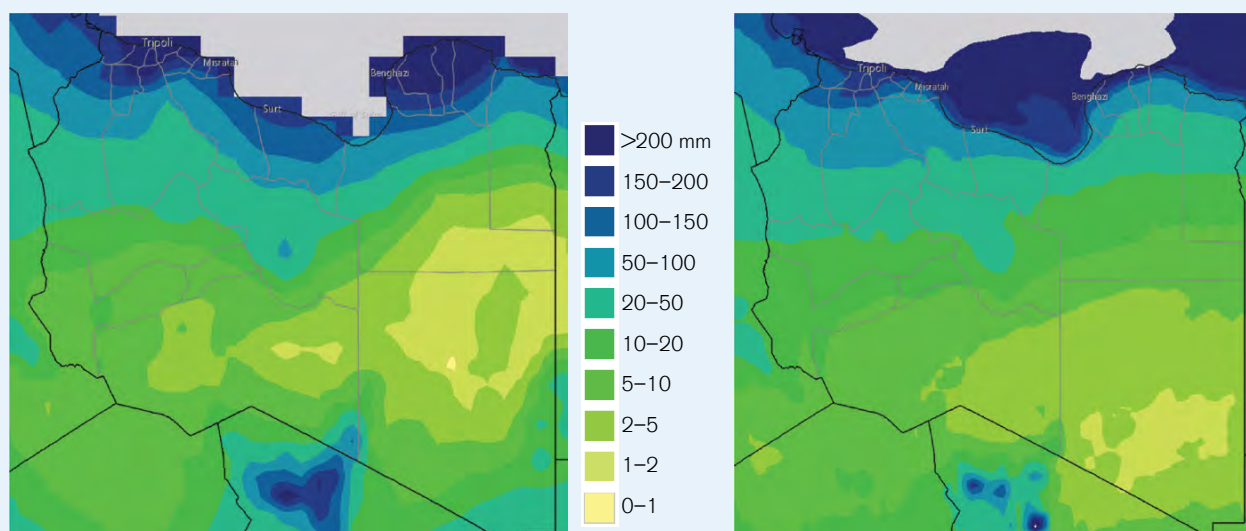 Tripoli
Misratah
Benghazi
Surt
>200 mm
150–200
100–150
50–100
20–50
10–20
5–10
2–5
1–2
0–1
Tripoli
Misratah
Benghazi
Surt